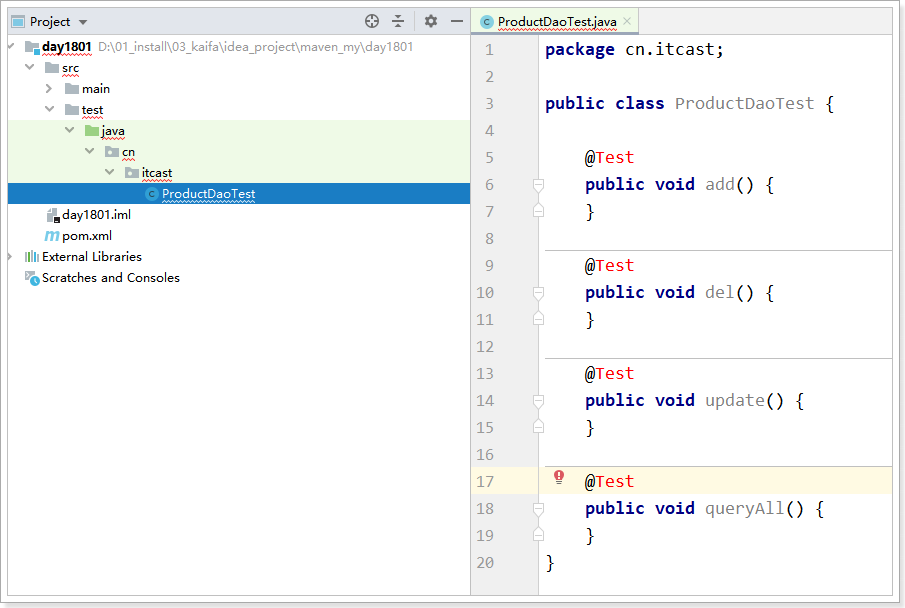 Project
day1801 D:\01_install\03_kaifa\idea_project\maven_my\day1801
src
main
test
java
cn
itcast
ProductDaoTest
day1801.iml
pom.xml
External Libraries
Scratches and Consoles
ProductDaoTest.java
1 package cn.itcast;
2
3 public class ProductDaoTest {
4
5 @Test
6 public void add() {
7 }
8
9 @Test
10 public void del() {
11 }
12
13 @Test
14 public void update() {
15 }
16
17 @Test
18 public void queryAll() {
19 }
20 }